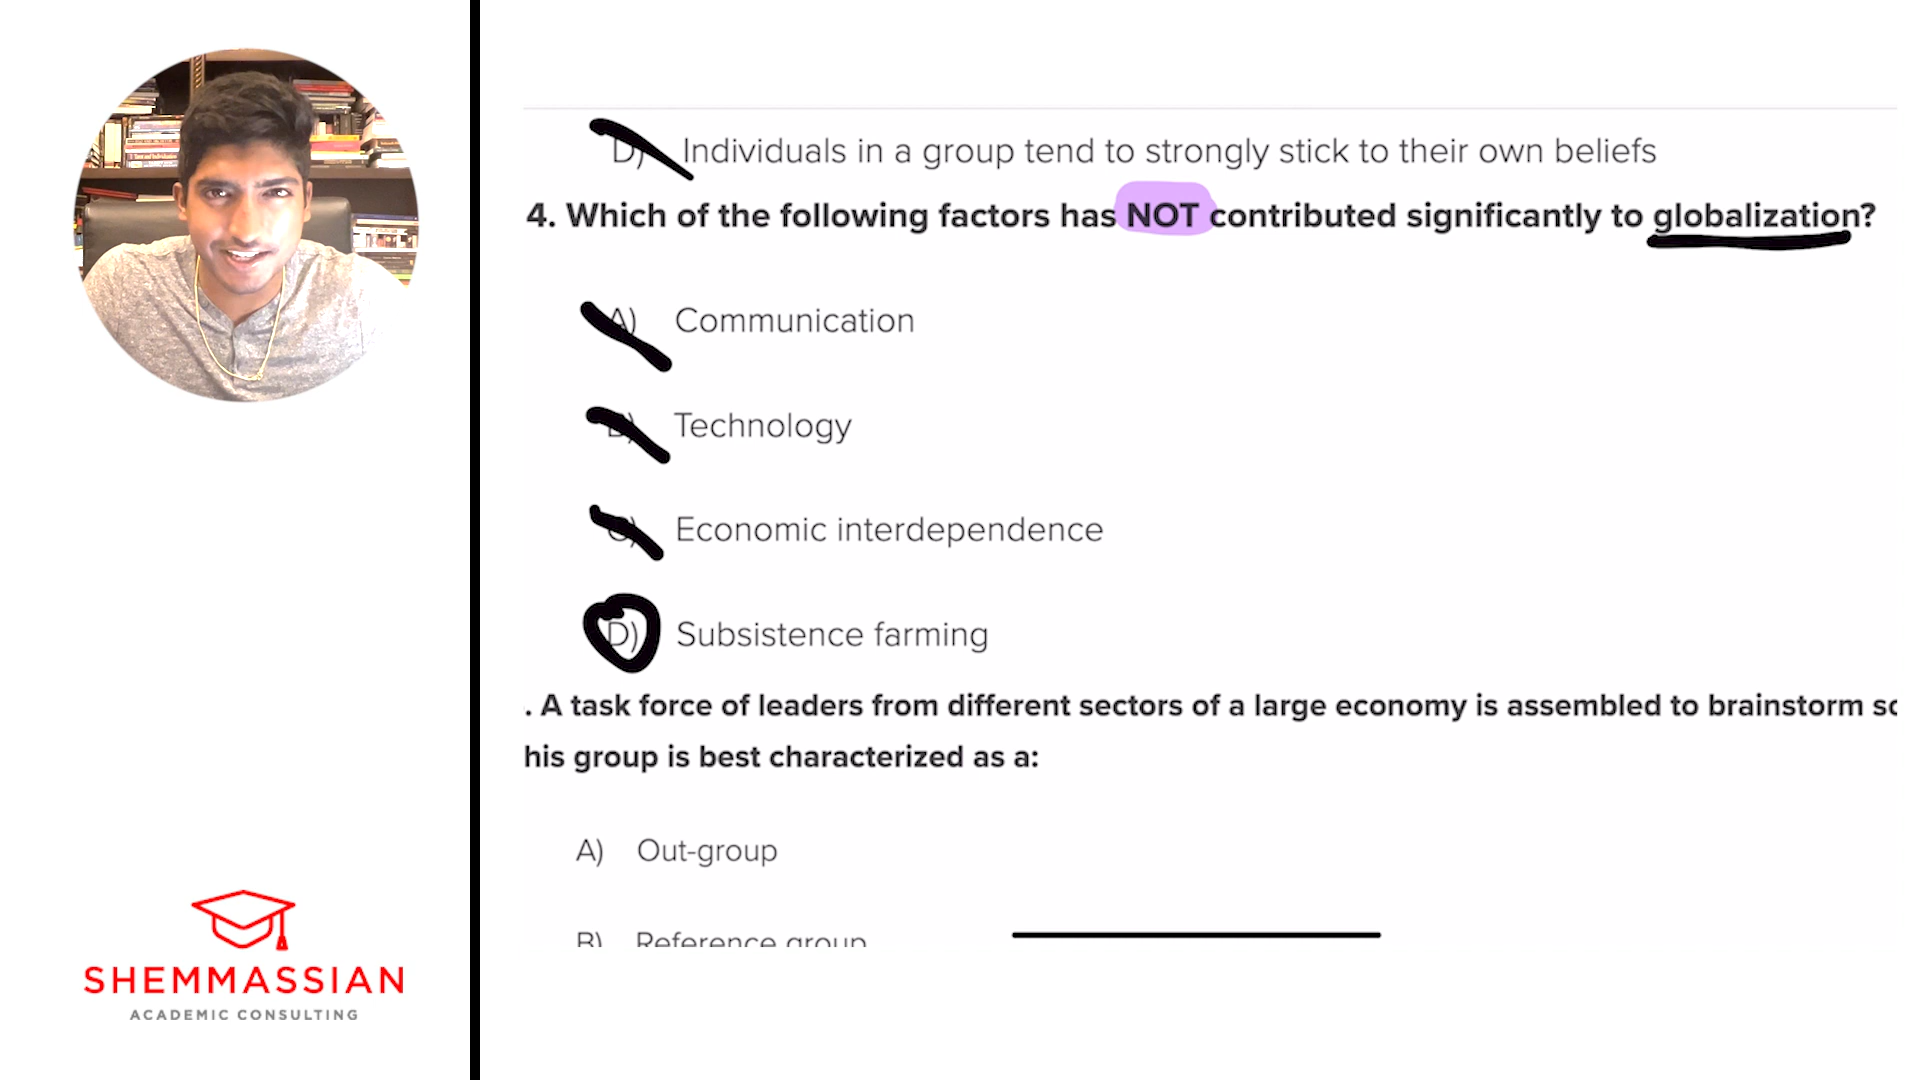 D) Individuals in a group tend to strongly stick to their own beliefs
4. Which of the following factors has NOT contributed significantly to globalization?
A) Communication
B) Technology
C) Economic interdependence
D) Subsistence farming
. A task force of leaders from different sectors of a large economy is assembled to brainstorm
his group is best characterized as a:
A) Out-group
B) Reference group
SHEMMASSIAN
ACADEMIC CONSULTING